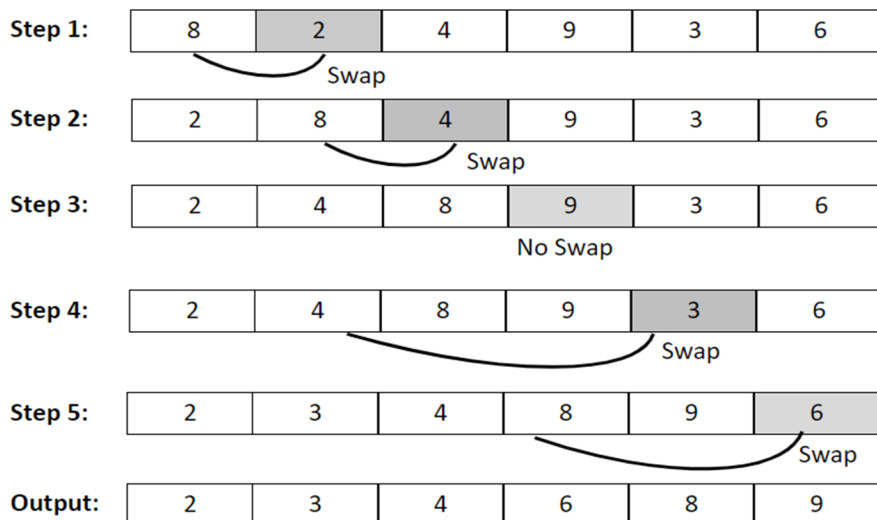 Step 1: 8 2 4 9 3 6
Swap
Step 2: 2 8 4 9 3 6
Swap
Step 3: 2 4 8 9 3 6
No Swap
Step 4: 2 4 8 9 3 6
Swap
Step 5: 2 3 4 8 9 6
Swap
Output: 2 3 4 6 8 9